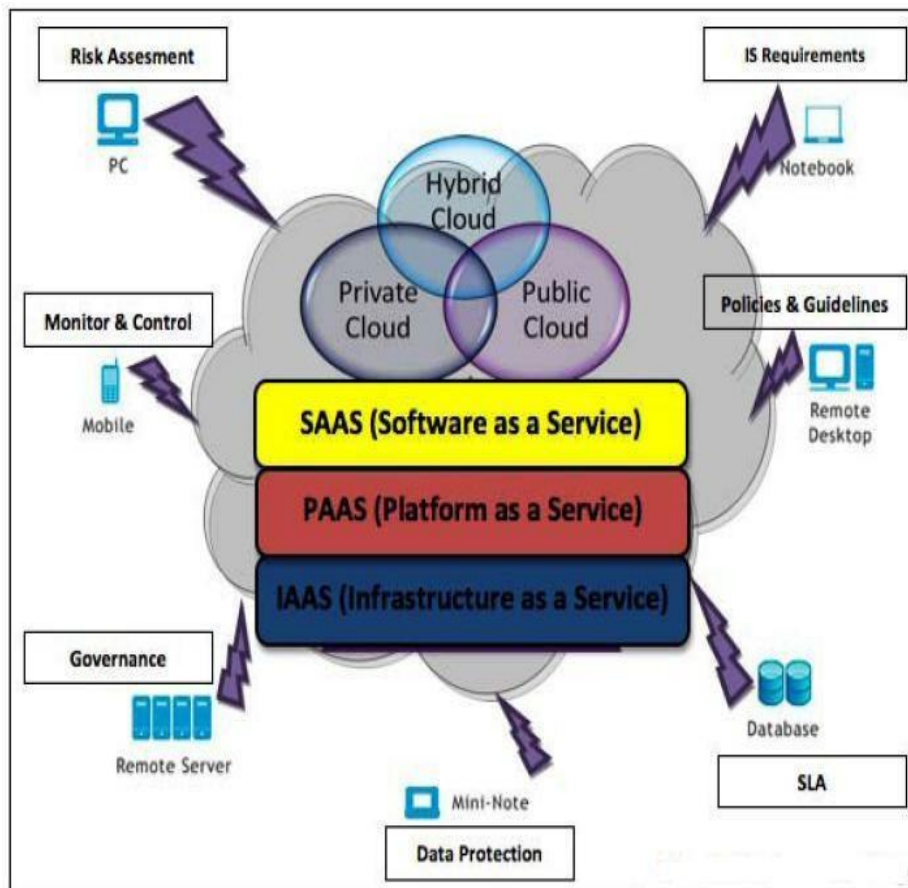 Risk Assesment
IS Requirements
PC
Notebook
Hybrid
Cloud
Private
Cloud
Public
Cloud
Monitor & Control
Policies & Guidelines
Mobile
Remote
Desktop
SAAS (Software as a Service)
PAAS (Platform as a Service)
IAAS (Infrastructure as a Service)
Governance
Remote Server
Database
SLA
Mini-Note
Data Protection